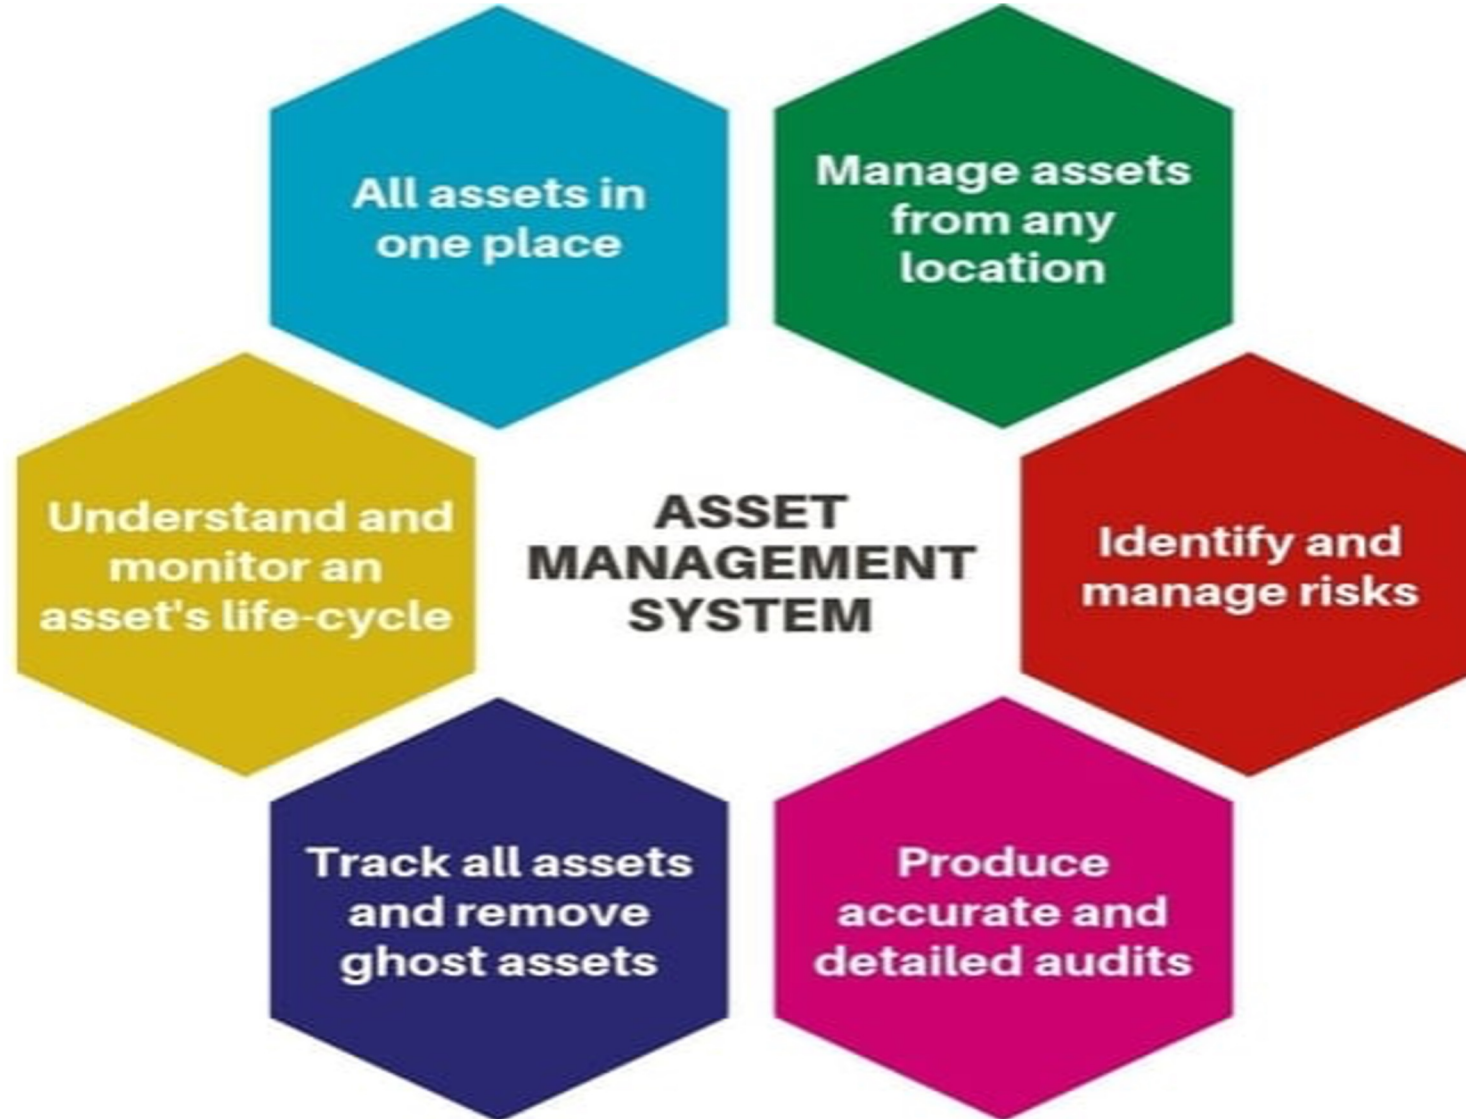 All assets in
one place
Manage assets
from any
location
Understand and
monitor an
asset's life-cycle
ASSET
MANAGEMENT
SYSTEM
Identify and
manage risks
Track all assets
and remove
ghost assets
Produce
accurate and
detailed audits